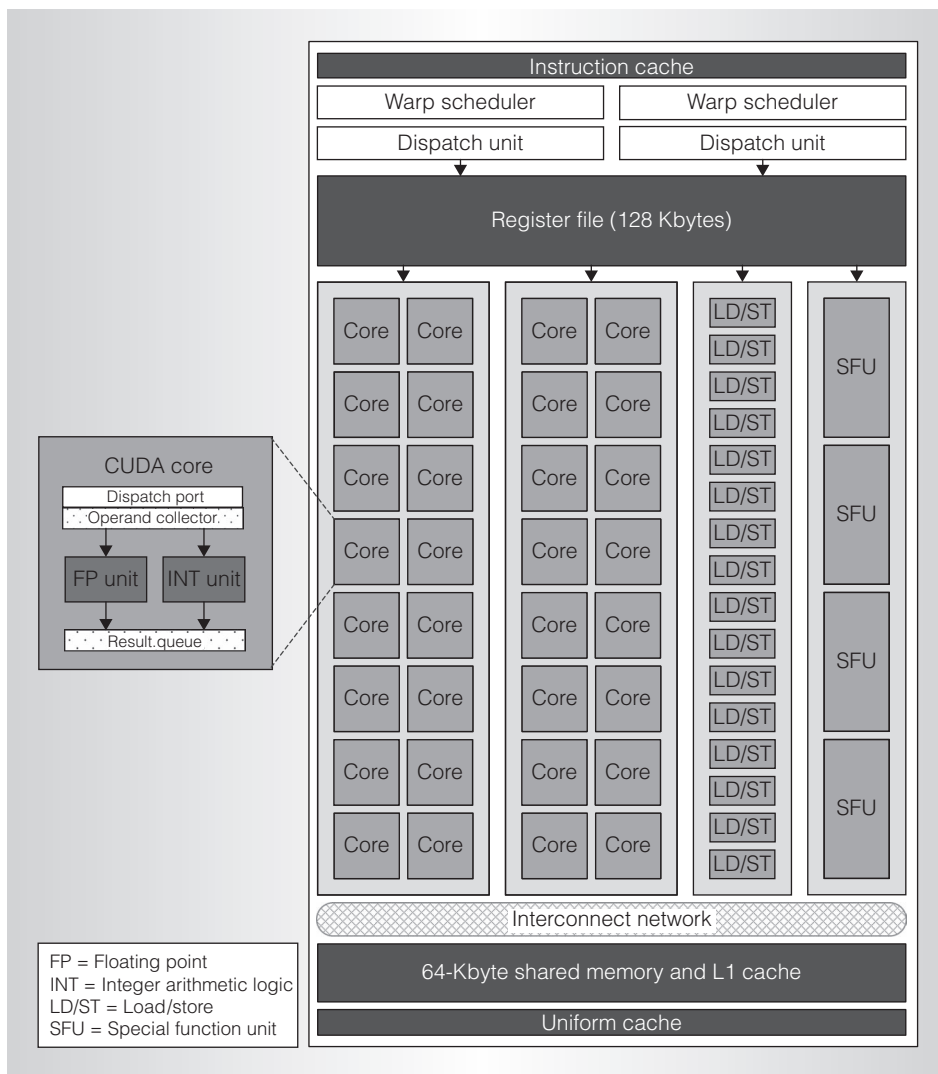 Instruction cache
Warp scheduler Warp scheduler
Dispatch unit Dispatch unit
Register file (128 Kbytes)
Core Core Core Core LD/ST
LD/ST
SFU
Core Core Core Core LD/ST
LD/ST
Core Core Core Core LD/ST
LD/ST
SFU
Core Core Core Core LD/ST
LD/ST
Core Core Core Core LD/ST
LD/ST
SFU
Core Core Core Core LD/ST
LD/ST
Core Core Core Core LD/ST
LD/ST
SFU
Core Core Core Core LD/ST
LD/ST
CUDA core
Dispatch port
Operand collector
FP unit INT unit
Result queue
Interconnect network
64-Kbyte shared memory and L1 cache
Uniform cache
FP = Floating point
INT = Integer arithmetic logic
LD/ST = Load/store
SFU = Special function unit